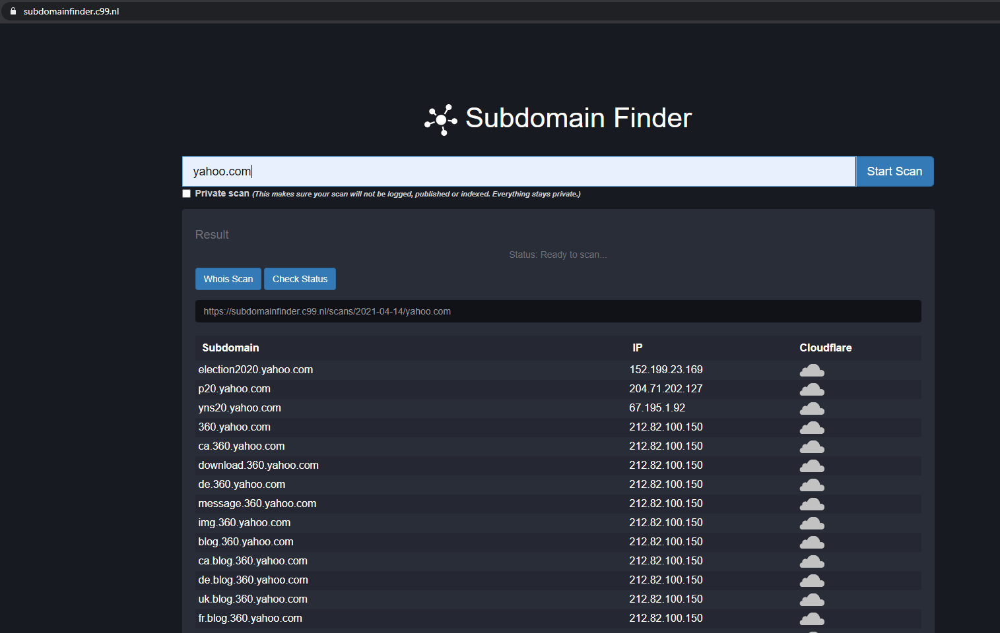 subdomainfinder.c99.nl
Subdomain Finder
yahoo.com Start Scan
Private scan (This makes sure your scan will not be logged, published or indexed. Everything stays private.)
Result
Status: Ready to scan...
Whois Scan Check Status
https://subdomainfinder.c99.nl/scans/2021-04-14/yahoo.com
Subdomain IP Cloudflare
election2020.yahoo.com 152.199.23.169
p20.yahoo.com 204.71.202.127
yns20.yahoo.com 67.195.1.92
360.yahoo.com 212.82.100.150
ca.360.yahoo.com 212.82.100.150
download.360.yahoo.com 212.82.100.150
de.360.yahoo.com 212.82.100.150
message.360.yahoo.com 212.82.100.150
img.360.yahoo.com 212.82.100.150
blog.360.yahoo.com 212.82.100.150
ca.blog.360.yahoo.com 212.82.100.150
de.blog.360.yahoo.com 212.82.100.150
uk.blog.360.yahoo.com 212.82.100.150
fr.blog.360.yahoo.com 212.82.100.150